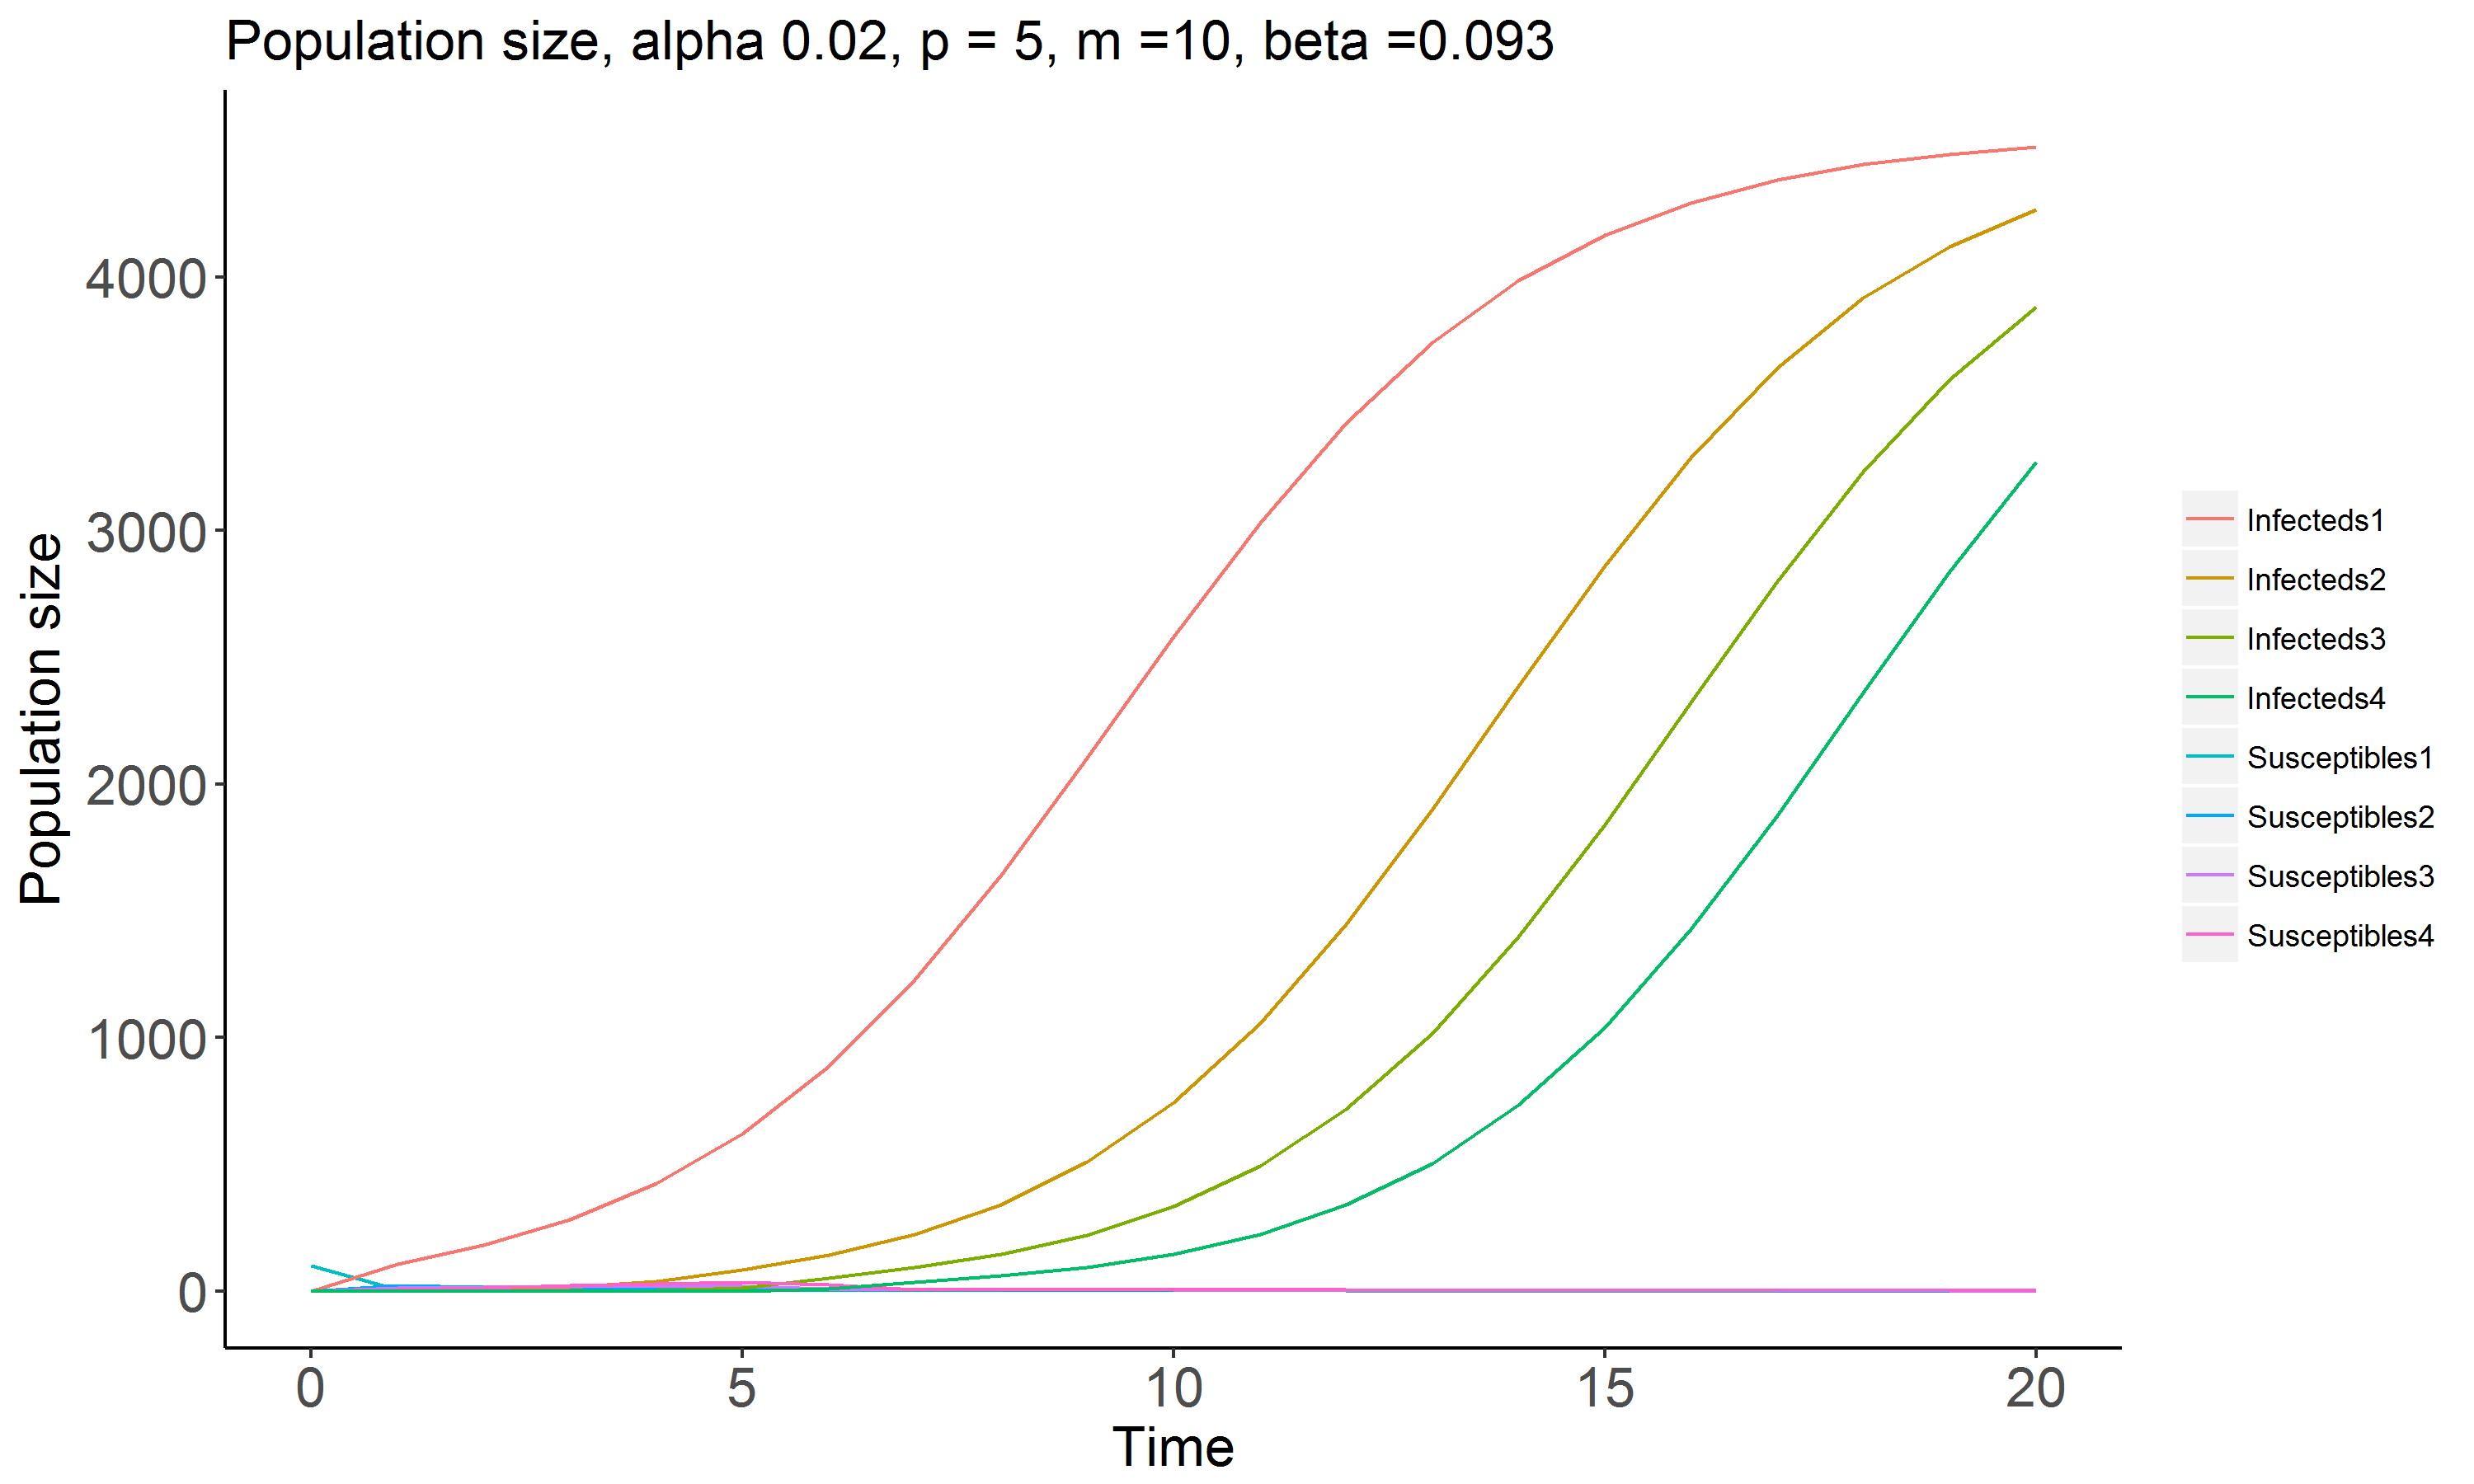 Population size, alpha 0.02, p = 5, m =10, beta =0.093
Population size
4000
3000
2000
1000
0
0 5 10 15 20
Time
Infecteds1
Infecteds2
Infecteds3
Infecteds4
Susceptibles1
Susceptibles2
Susceptibles3
Susceptibles4